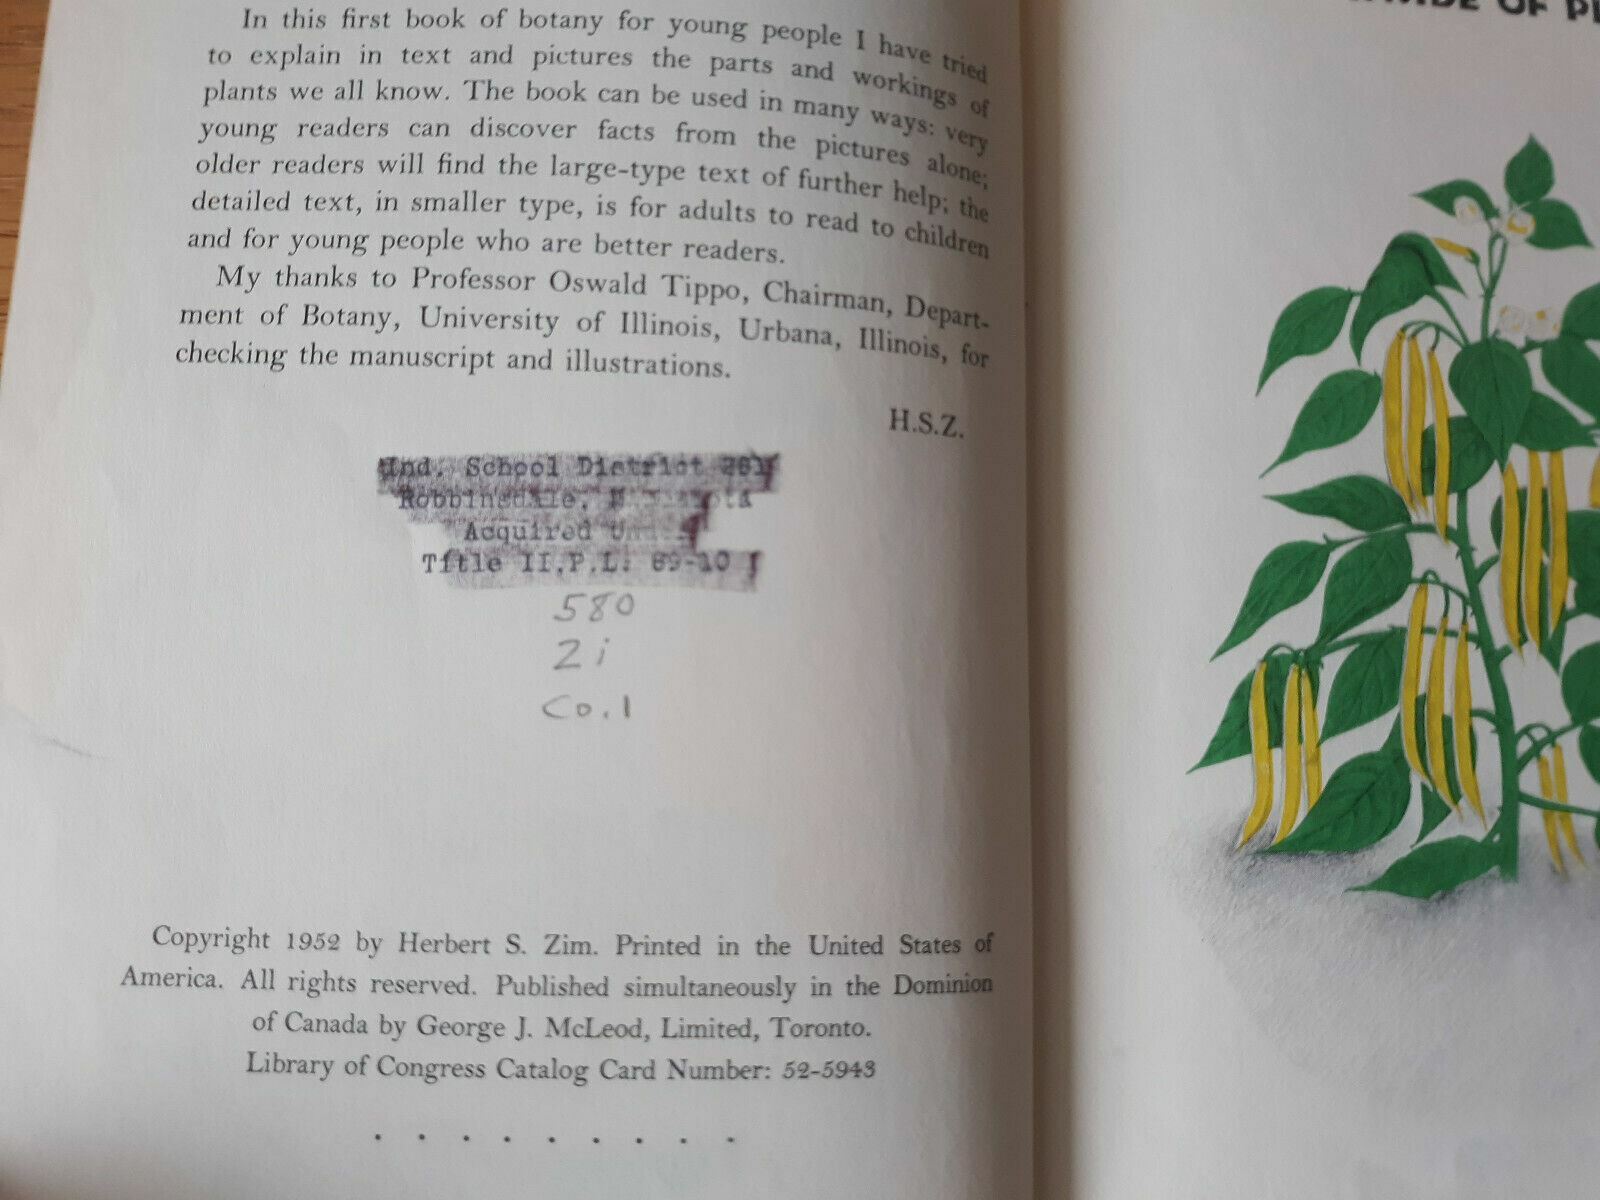 In this first book of botany for young people I have tried
to explain in text and pictures the parts and workings of
plants we all know. The book can be used in many ways: very
young readers can discover facts from the pictures alone;
older readers will find the large-type text of further help; the
detailed text, in smaller type, is for adults to read to children
and for young people who are better readers.
My thanks to Professor Oswald Tippo, Chairman, Depart-
ment of Botany, University of Illinois, Urbana, Illinois, for
checking the manuscript and illustrations.
H.S.Z.
Ind. School District 281
Robbinsdale,
Acquired Under
Title II.P.L. 89-10
580
Zi
Co.1
Copyright 1952 by Herbert S. Zim. Printed in the United States of
America. All rights reserved. Published simultaneously in the Dominion
of Canada by George J. McLeod, Limited, Toronto.
Library of Congress Catalog Card Number: 52-5943
OF